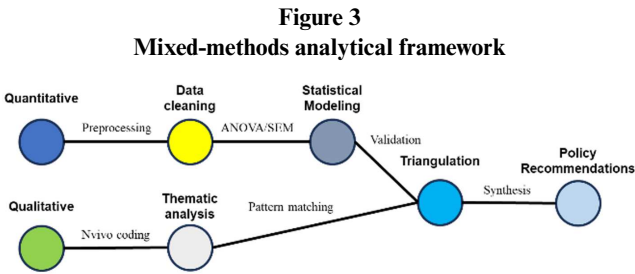 Figure 3
Mixed-methods analytical framework
Quantitative
Preprocessing
Data
cleaning
ANOVA/SEM
Statistical
Modeling
Validation
Triangulation
Synthesis
Policy
Recommendations
Qualitative
Nvivo coding
Thematic
analysis
Pattern matching